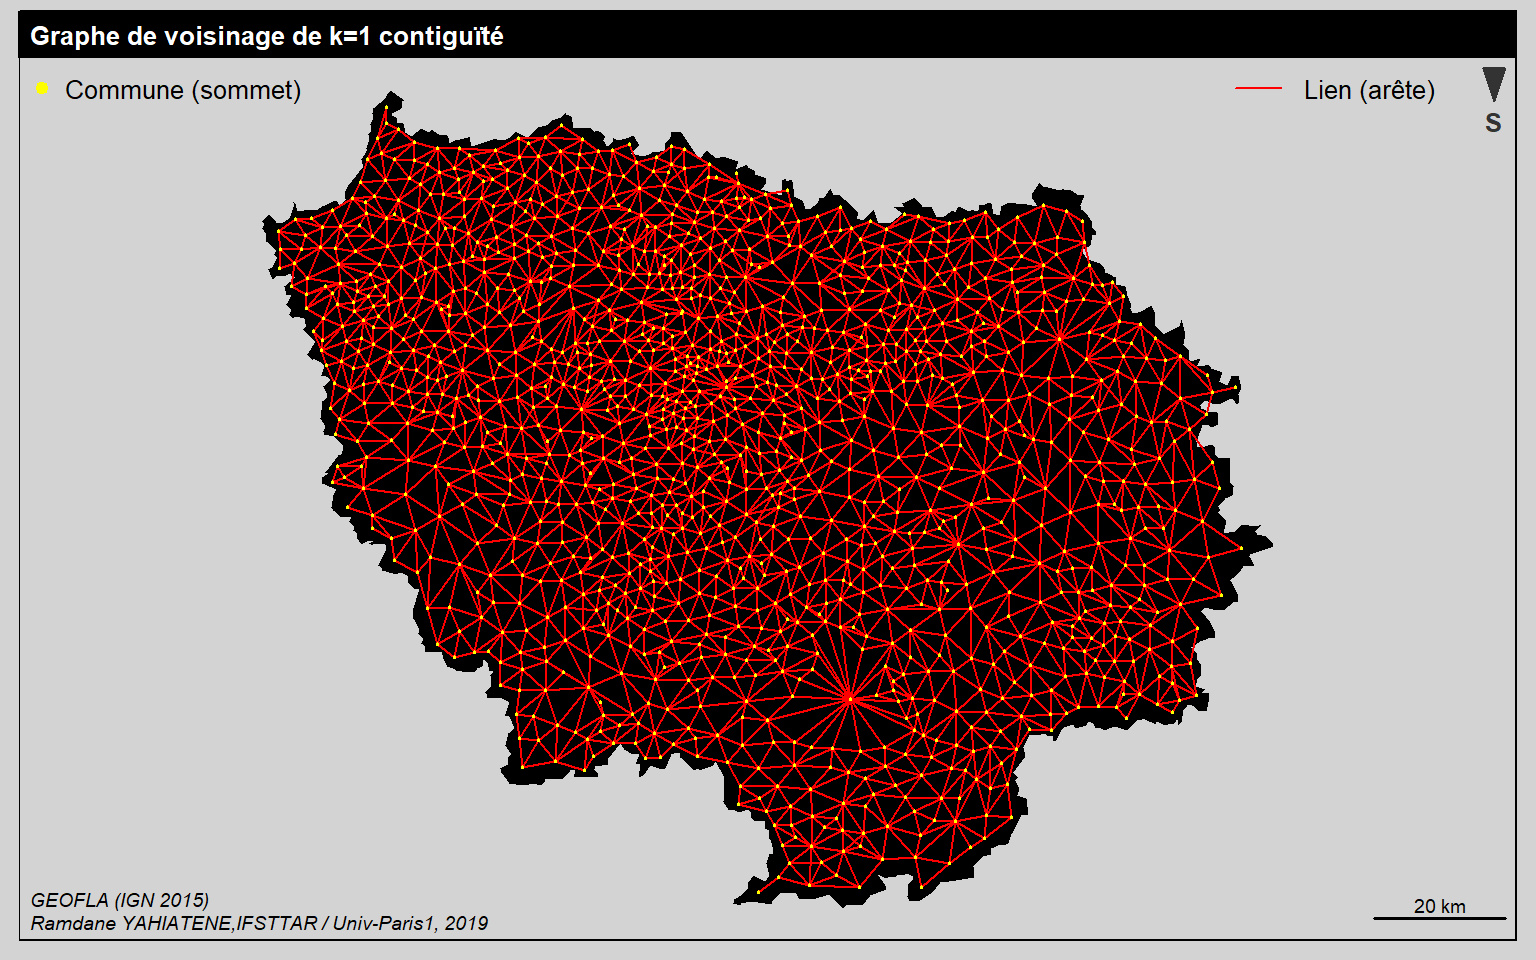 Graphe de voisinage de k=1 contiguïté
Commune (sommet)
Lien (arête)
S
GEOFLA (IGN 2015)
Ramdane YAHIATENE,IFSTTAR / Univ-Paris1, 2019
20 km